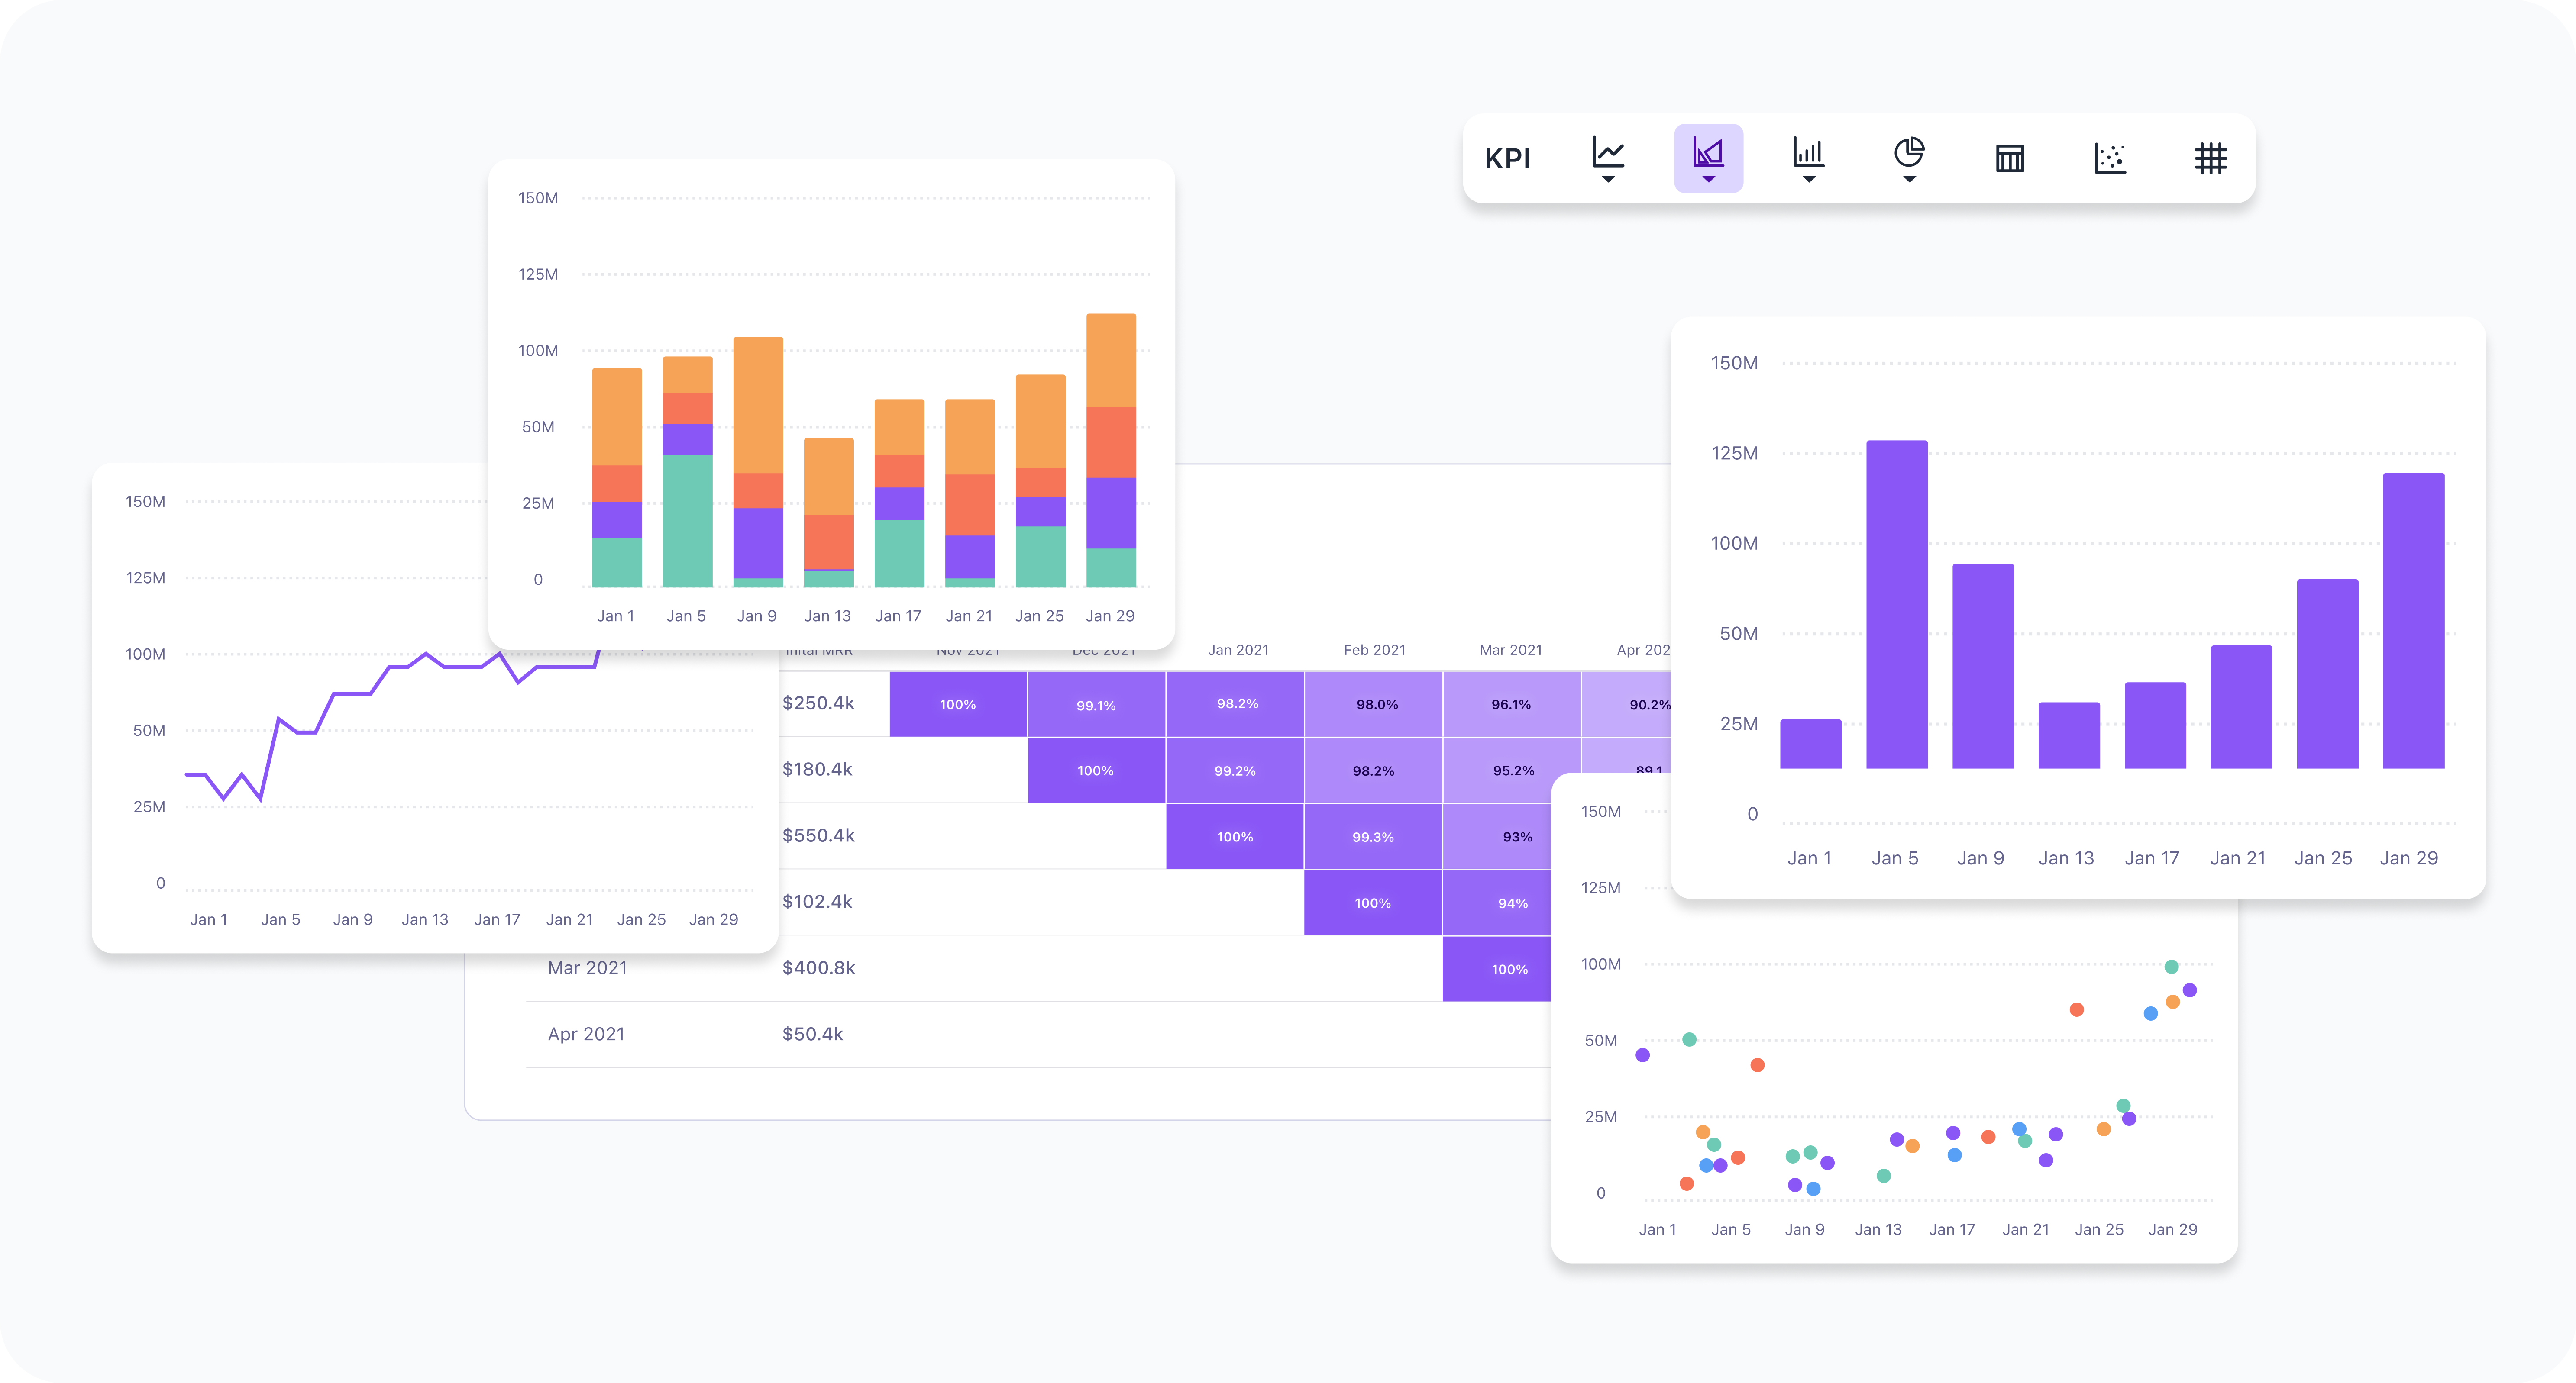 KPI
150M
125M
100M
50M
25M
0
Jan 1 Jan 5 Jan 9 Jan 13 Jan 17 Jan 21 Jan 25 Jan 29
150M
125M
100M
50M
25M
0
Jan 1 Jan 5 Jan 9 Jan 13 Jan 17 Jan 21 Jan 25 Jan 29
150M
125M
100M
50M
25M
0
Jan 1 Jan 5 Jan 9 Jan 13 Jan 17 Jan 21 Jan 25 Jan 29
Inital MRR Nov 2021 Dec 2021 Jan 2021 Feb 2021 Mar 2021 Apr 202
$250.4k 100% 99.1% 98.2% 98.0% 96.1% 90.2%
$180.4k 100% 99.2% 98.2% 95.2% 89.1
$550.4k 100% 99.3% 93%
$102.4k 100% 94%
Mar 2021 $400.8k 100%
Apr 2021 $50.4k
150M
125M
100M
50M
25M
0
Jan 1 Jan 5 Jan 9 Jan 13 Jan 17 Jan 21 Jan 25 Jan 29